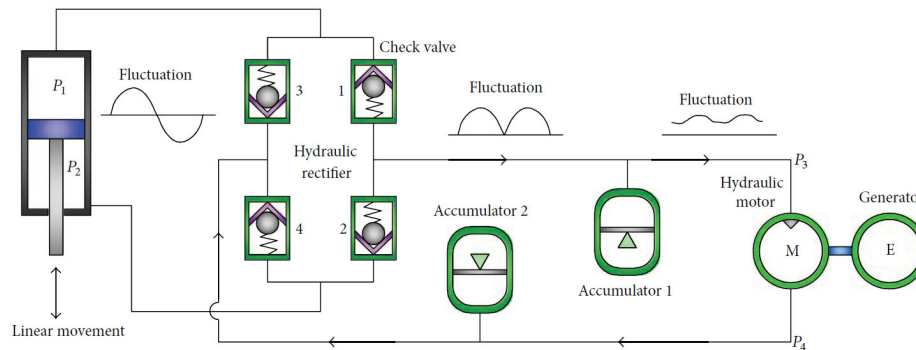 Check valve
Fluctuation
P1
3
1
Fluctuation
Fluctuation
P2
Hydraulic
rectifier
P3
Hydraulic
motor
Generator
4
2
Accumulator 2
M
E
Accumulator 1
Linear movement
P4